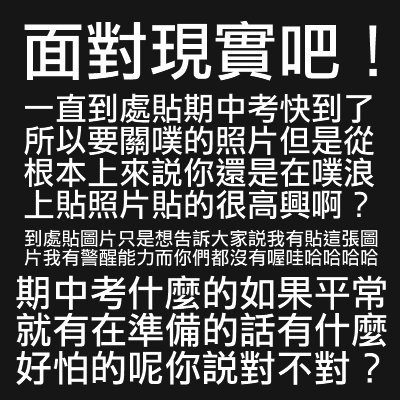 面對現實吧！
一直到處貼期中考快到了
所以要關噗的照片但是從
根本上來說你還是在噗浪
上貼照片貼的很高興啊？
到處貼圖片只是想告訴大家說我有貼這張圖
片我有警醒能力而你們都沒有喔哇哈哈哈哈
期中考什麼的如果平常
就有在準備的話有什麼
好怕的呢你說對不對？